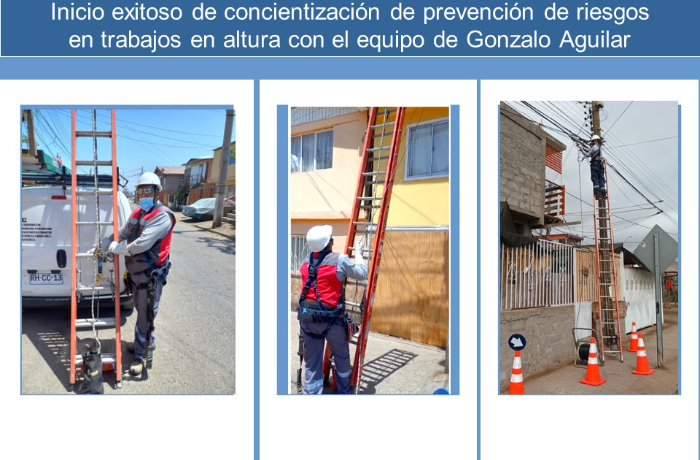 Inicio exitoso de concientización de prevención de riesgos
en trabajos en altura con el equipo de Gonzalo Aguilar
RH CC-13